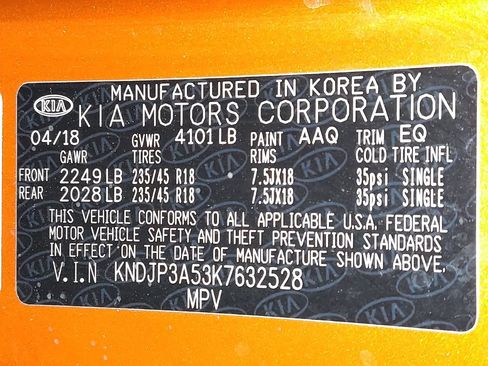 MANUFACTURED IN KOREA BY
KIA KIA MOTORS CORPORATION
04/18 GVWR 4101 LB PAINT AAQ TRIM EQ
GAWR TIRES RIMS COLD TIRE INFL
FRONT 2249 LB 235/45 R18 7.5JX18 35psi SINGLE
REAR 2028 LB 235/45 R18 7.5JX18 35psi SINGLE
THIS VEHICLE CONFORMS TO ALL APPLICABLE U.S.A. FEDERAL
MOTOR VEHICLE SAFETY AND THEFT PREVENTION STANDARDS
IN EFFECT ON THE DATE OF MANUFACTURE SHOWN ABOVE.
V.I.N KNDJP3A53K7632528
MPV